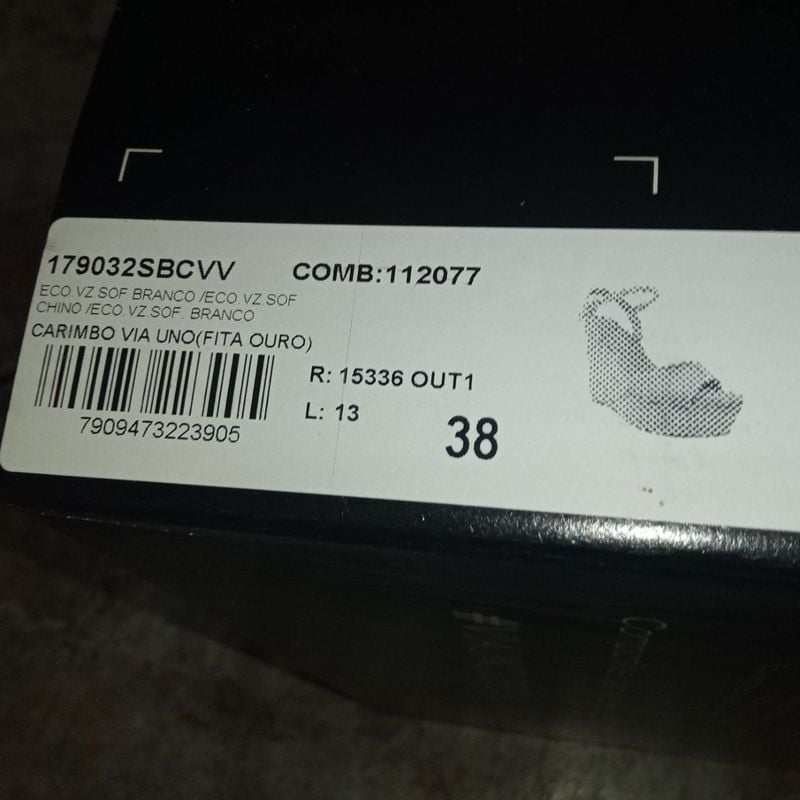 179032SBCVV COMB:112077
ECO.VZ.SOF BRANCO /ECO.VZ.SOF
CHINO /ECO.VZ.SOF. BRANCO
CARIMBO VIA UNO(FITA OURO)
R: 15336 OUT1
L: 13
38
7909473223905